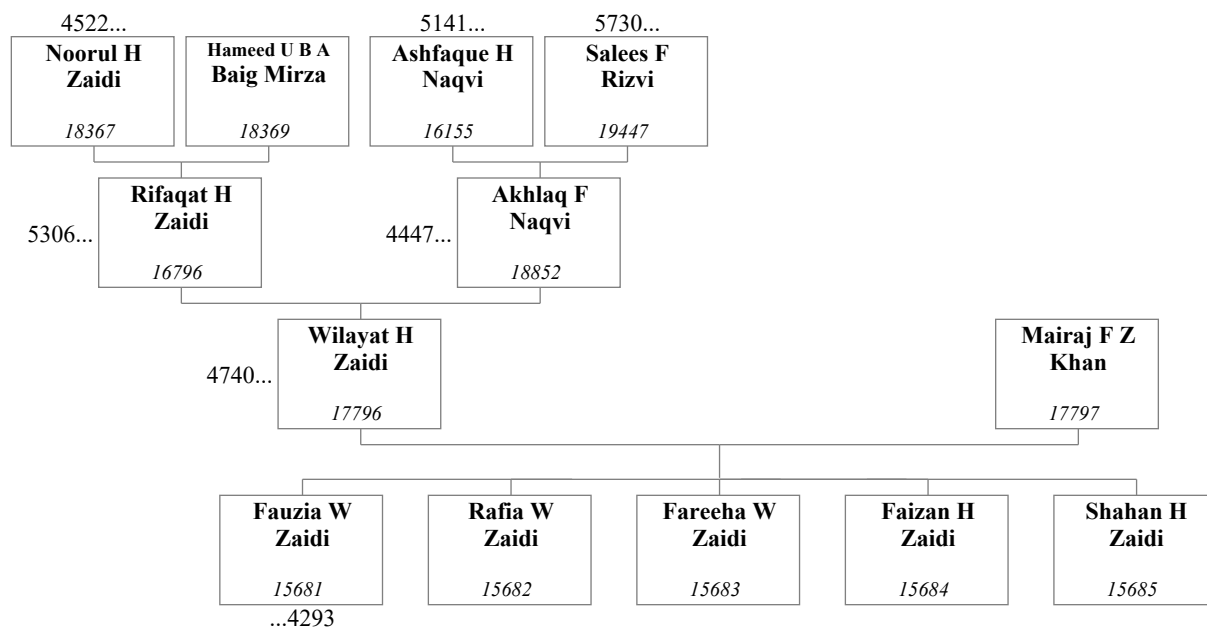 4522...
5141...
5730...
Noorul H
Zaidi
18367
Hameed U B A
Baig Mirza
18369
Ashfaque H
Naqvi
16155
Salees F
Rizvi
19447
5306...
Rifaqat H
Zaidi
16796
4447...
Akhlaq F
Naqvi
18852
4740...
Wilayat H
Zaidi
17796
Mairaj F Z
Khan
17797
Fauzia W
Zaidi
15681
Rafia W
Zaidi
15682
Fareeha W
Zaidi
15683
Faizan H
Zaidi
15684
Shahan H
Zaidi
15685
...4293